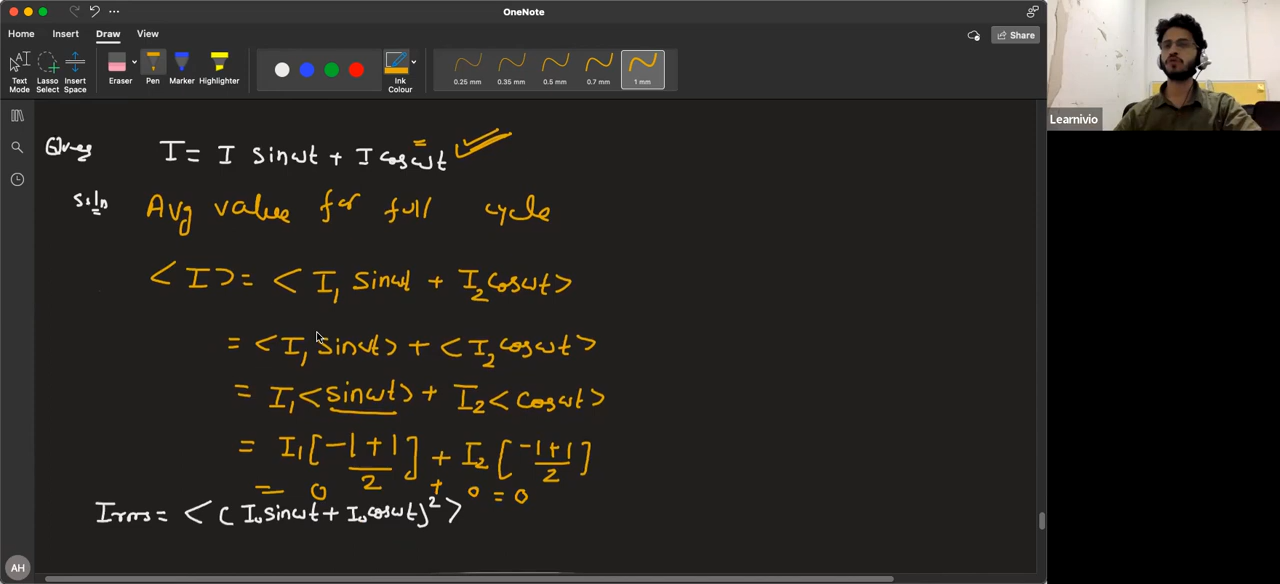 OneNote
Home Insert Draw View
Share
Text Mode Lasso Select Insert Space Eraser Pen Marker Highlighter Ink Colour 0.25 mm 0.35 mm 0.5 mm 0.7 mm 1 mm
Learnivio
I = I sinωt + I cosωt
Soln Avg value for full cycle
< I > = < I₁ sinωt + I₂ cosωt >
= < I₁ sinωt > + < I₂ cosωt >
= I₁ < sinωt > + I₂ < cosωt >
= I₁ [ -1+1 / 2 ] + I₂ [ -1+1 / 2 ]
= 0 + 0 = 0
Irms = < ( I₀ sinωt + I₀ cosωt )² >
AH